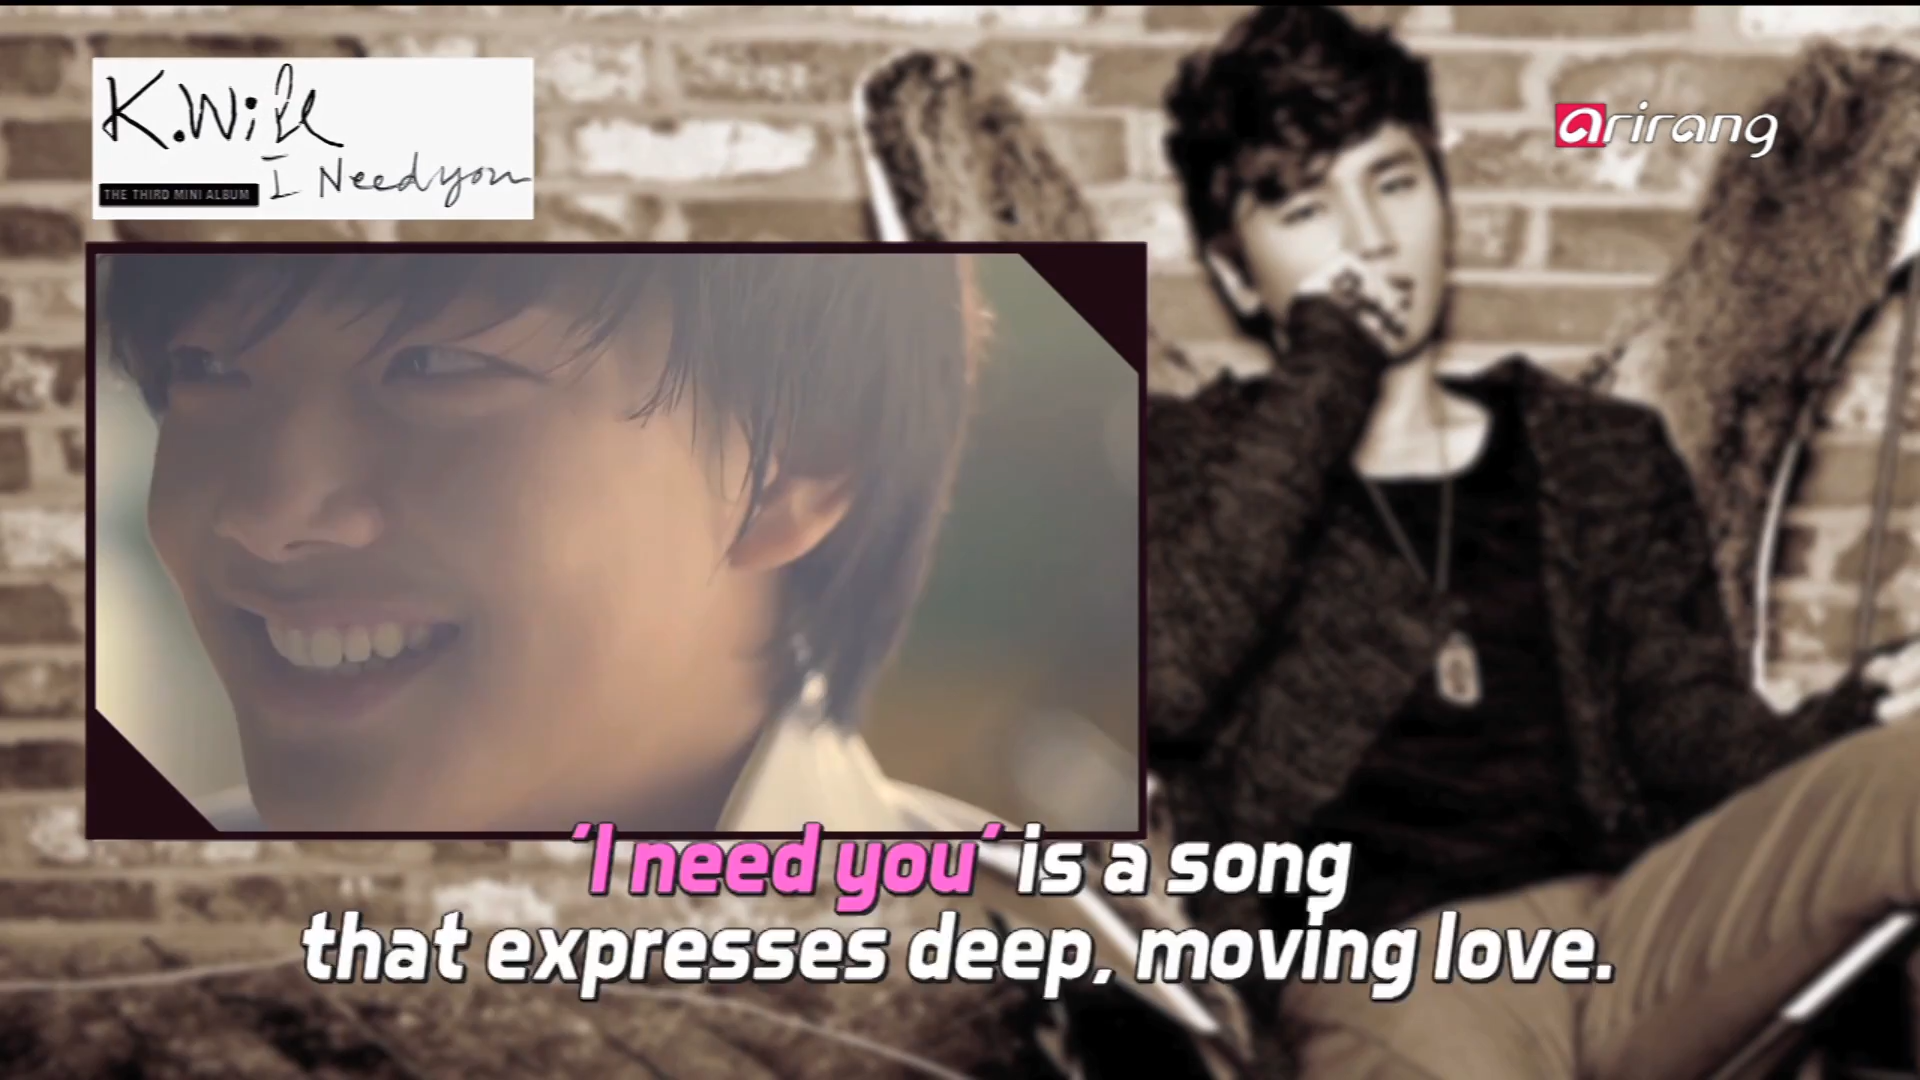 K.Will
I Need you
THE THIRD MINI ALBUM
arirang
'I need you' is a song
that expresses deep, moving love.